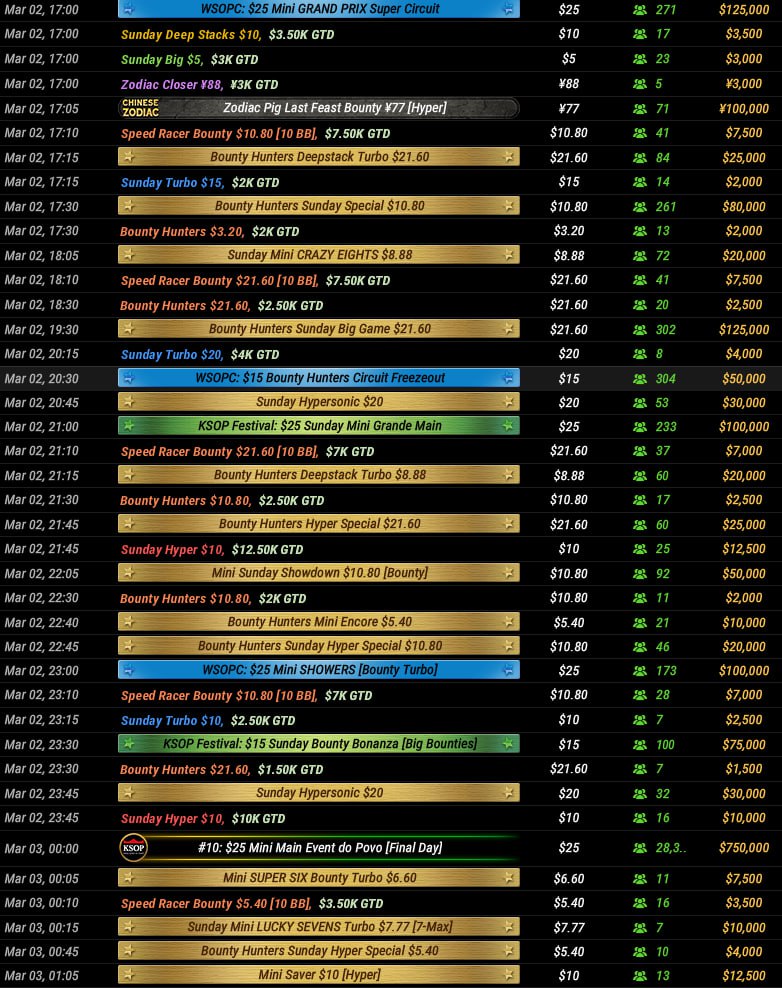 Mar 02, 17:00 WSOPC: $25 Mini GRAND PRIX Super Circuit $25 271 $125,000
Mar 02, 17:00 Sunday Deep Stacks $10, $3.50K GTD $10 17 $3,500
Mar 02, 17:00 Sunday Big $5, $3K GTD $5 23 $3,000
Mar 02, 17:00 Zodiac Closer ¥88, ¥3K GTD ¥88 5 ¥3,000
Mar 02, 17:05 CHINESE ZODIAC Zodiac Pig Last Feast Bounty ¥77 [Hyper] ¥77 71 ¥100,000
Mar 02, 17:10 Speed Racer Bounty $10.80 [10 BB], $7.50K GTD $10.80 41 $7,500
Mar 02, 17:15 Bounty Hunters Deepstack Turbo $21.60 $21.60 84 $25,000
Mar 02, 17:15 Sunday Turbo $15, $2K GTD $15 14 $2,000
Mar 02, 17:30 Bounty Hunters Sunday Special $10.80 $10.80 261 $80,000
Mar 02, 17:30 Bounty Hunters $3.20, $2K GTD $3.20 13 $2,000
Mar 02, 18:05 Sunday Mini CRAZY EIGHTS $8.88 $8.88 72 $20,000
Mar 02, 18:10 Speed Racer Bounty $21.60 [10 BB], $7.50K GTD $21.60 41 $7,500
Mar 02, 18:30 Bounty Hunters $21.60, $2.50K GTD $21.60 20 $2,500
Mar 02, 19:30 Bounty Hunters Sunday Big Game $21.60 $21.60 302 $125,000
Mar 02, 20:15 Sunday Turbo $20, $4K GTD $20 8 $4,000
Mar 02, 20:30 WSOPC: $15 Bounty Hunters Circuit Freezeout $15 304 $50,000
Mar 02, 20:45 Sunday Hypersonic $20 $20 53 $30,000
Mar 02, 21:00 KSOP Festival: $25 Sunday Mini Grande Main $25 233 $100,000
Mar 02, 21:10 Speed Racer Bounty $21.60 [10 BB], $7K GTD $21.60 37 $7,000
Mar 02, 21:15 Bounty Hunters Deepstack Turbo $8.88 $8.88 60 $20,000
Mar 02, 21:30 Bounty Hunters $10.80, $2.50K GTD $10.80 17 $2,500
Mar 02, 21:45 Bounty Hunters Hyper Special $21.60 $21.60 60 $25,000
Mar 02, 21:45 Sunday Hyper $10, $12.50K GTD $10 25 $12,500
Mar 02, 22:05 Mini Sunday Showdown $10.80 [Bounty] $10.80 92 $50,000
Mar 02, 22:30 Bounty Hunters $10.80, $2K GTD $10.80 11 $2,000
Mar 02, 22:40 Bounty Hunters Mini Encore $5.40 $5.40 21 $10,000
Mar 02, 22:45 Bounty Hunters Sunday Hyper Special $10.80 $10.80 46 $20,000
Mar 02, 23:00 WSOPC: $25 Mini SHOWERS [Bounty Turbo] $25 173 $100,000
Mar 02, 23:10 Speed Racer Bounty $10.80 [10 BB], $7K GTD $10.80 28 $7,000
Mar 02, 23:15 Sunday Turbo $10, $2.50K GTD $10 7 $2,500
Mar 02, 23:30 KSOP Festival: $15 Sunday Bounty Bonanza [Big Bounties] $15 100 $75,000
Mar 02, 23:30 Bounty Hunters $21.60, $1.50K GTD $21.60 7 $1,500
Mar 02, 23:45 Sunday Hypersonic $20 $20 32 $30,000
Mar 02, 23:45 Sunday Hyper $10, $10K GTD $10 16 $10,000
Mar 03, 00:00 KSOP #10: $25 Mini Main Event do Povo [Final Day] $25 28,3.. $750,000
Mar 03, 00:05 Mini SUPER SIX Bounty Turbo $6.60 $6.60 11 $7,500
Mar 03, 00:10 Speed Racer Bounty $5.40 [10 BB], $3.50K GTD $5.40 16 $3,500
Mar 03, 00:15 Sunday Mini LUCKY SEVENS Turbo $7.77 [7-Max] $7.77 7 $10,000
Mar 03, 00:45 Bounty Hunters Sunday Hyper Special $5.40 $5.40 10 $4,000
Mar 03, 01:05 Mini Saver $10 [Hyper] $10 13 $12,500